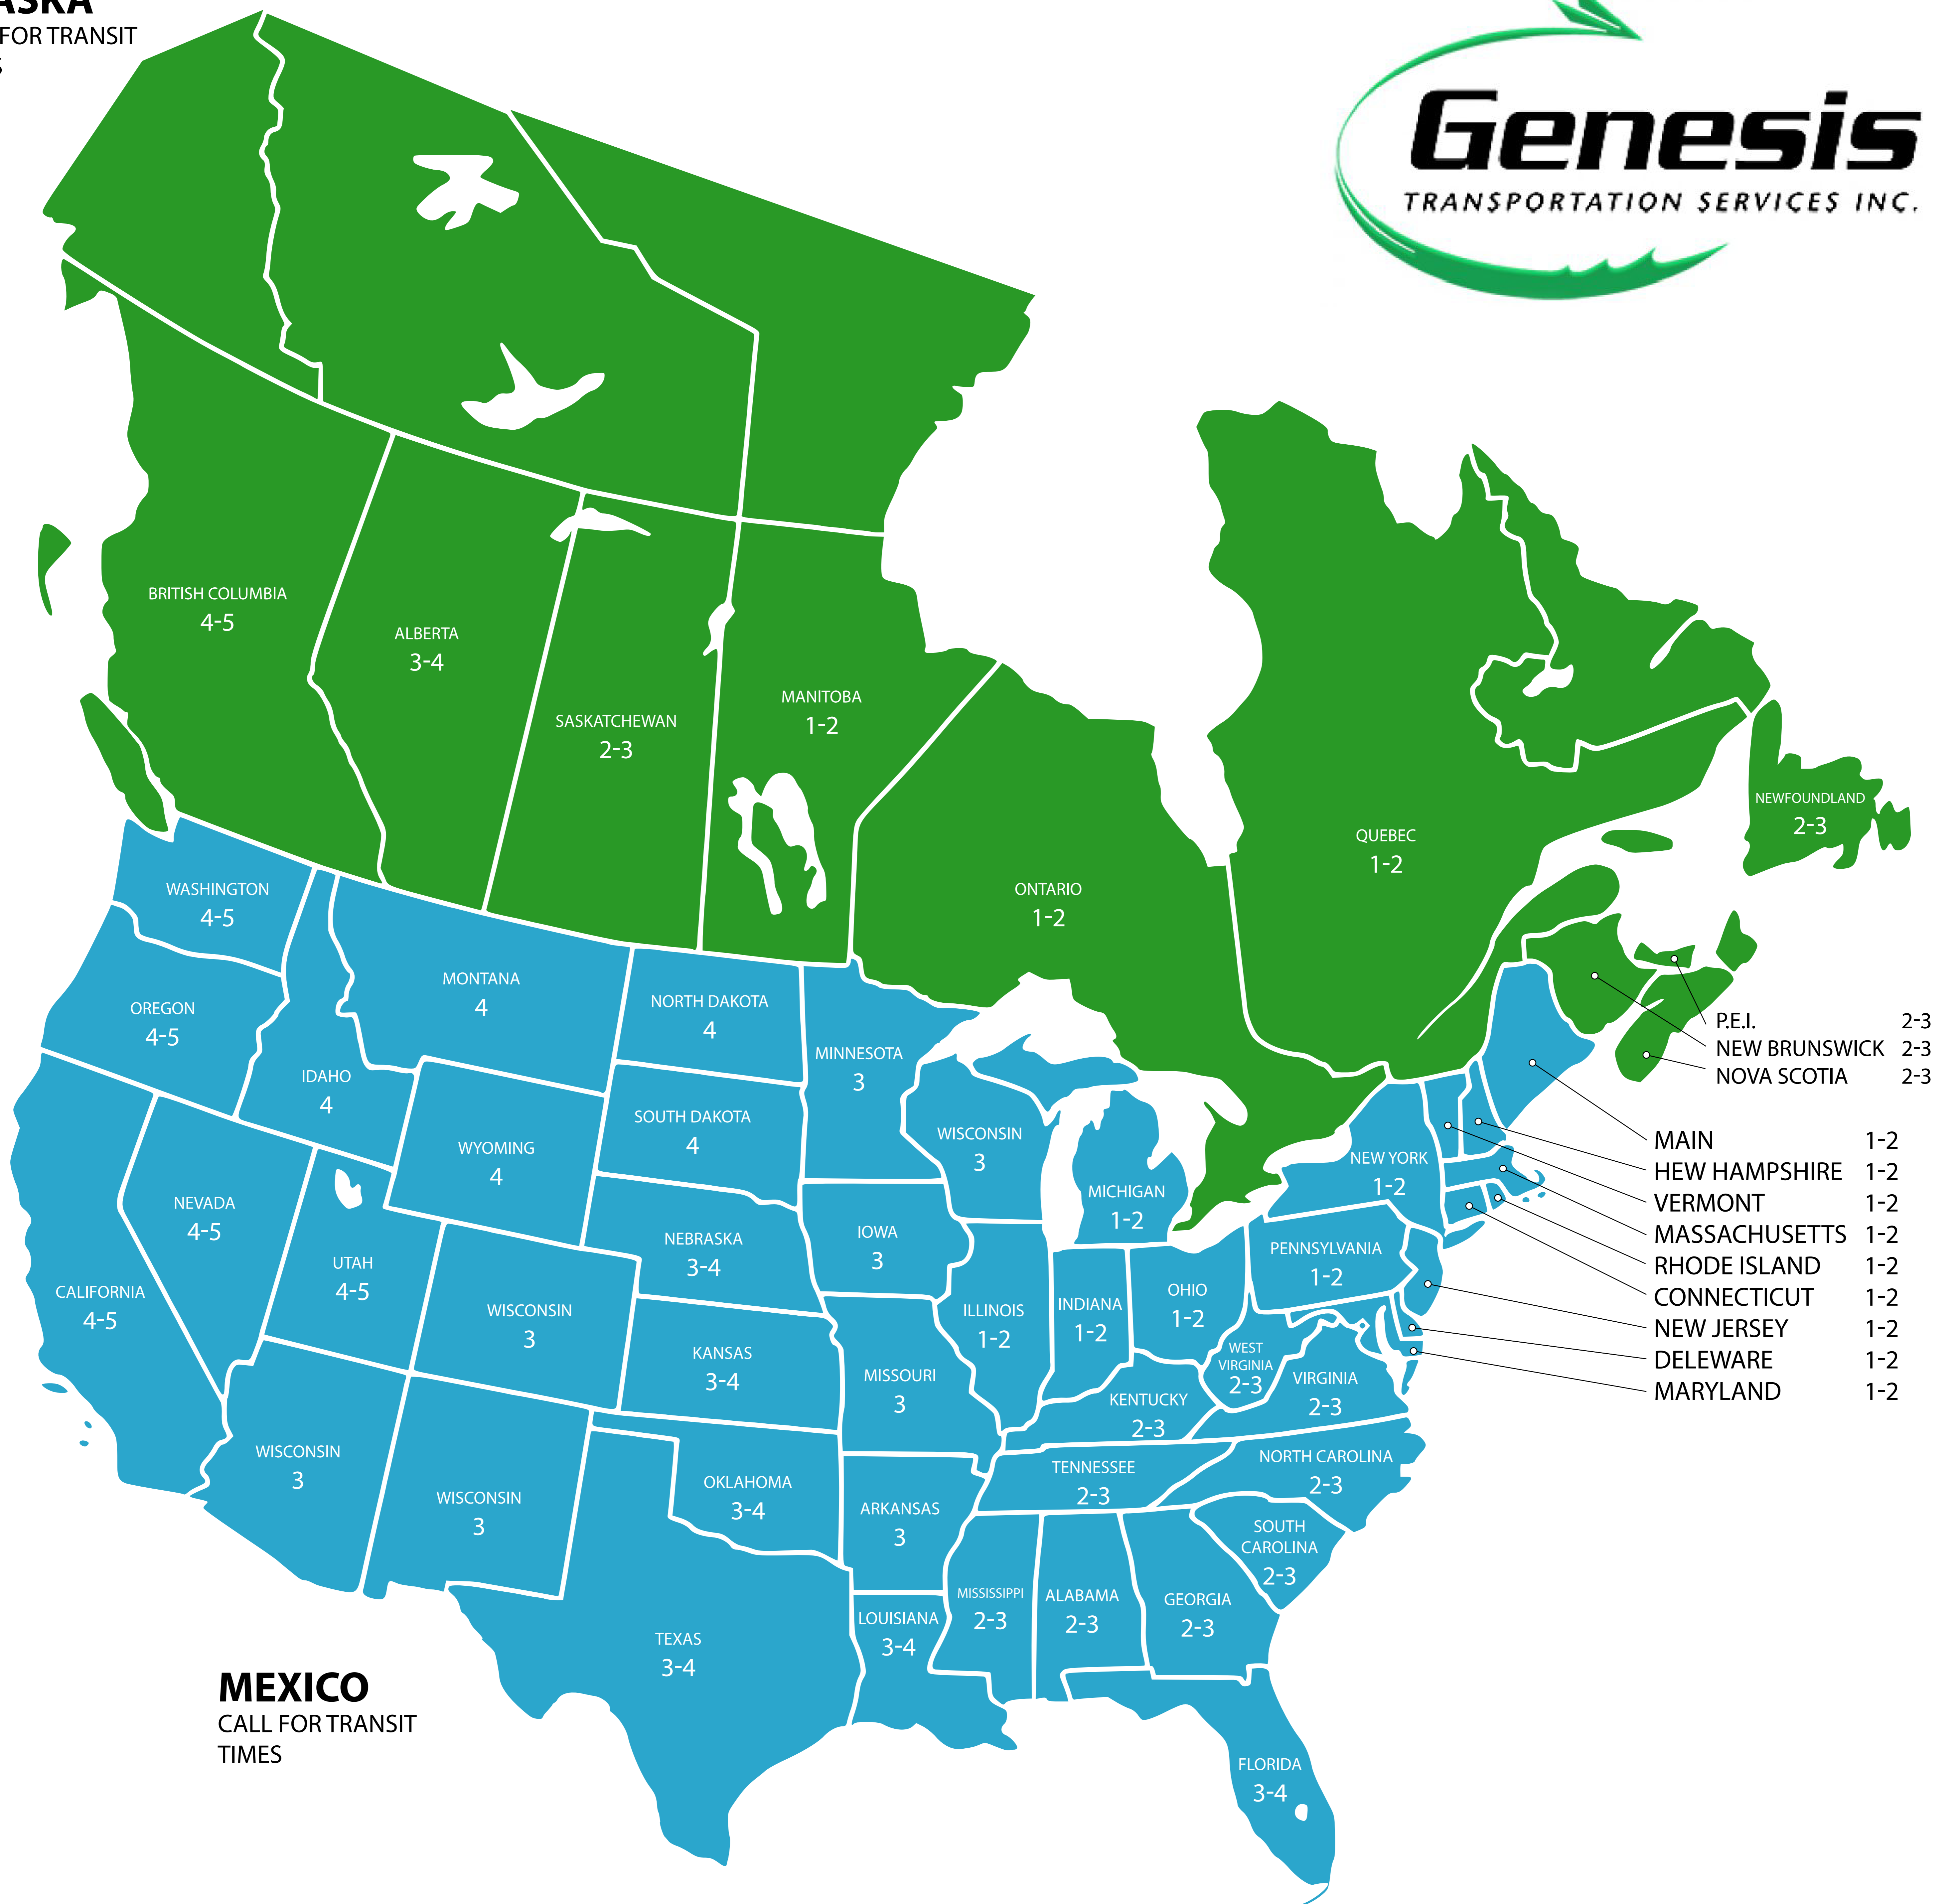 ASKA
FOR TRANSIT
S
Genesis
TRANSPORTATION SERVICES INC.
BRITISH COLUMBIA
4-5
ALBERTA
3-4
SASKATCHEWAN
2-3
MANITOBA
1-2
ONTARIO
1-2
QUEBEC
1-2
NEWFOUNDLAND
2-3
P.E.I. 2-3
NEW BRUNSWICK 2-3
NOVA SCOTIA 2-3
WASHINGTON
4-5
OREGON
4-5
IDAHO
4
MONTANA
4
NORTH DAKOTA
4
MINNESOTA
3
SOUTH DAKOTA
4
WYOMING
4
WISCONSIN
3
MICHIGAN
1-2
NEW YORK
1-2
MAIN 1-2
HEW HAMPSHIRE 1-2
VERMONT 1-2
MASSACHUSETTS 1-2
RHODE ISLAND 1-2
CONNECTICUT 1-2
NEW JERSEY 1-2
DELEWARE 1-2
MARYLAND 1-2
CALIFORNIA
4-5
NEVADA
4-5
UTAH
4-5
WISCONSIN
3
NEBRASKA
3-4
IOWA
3
KANSAS
3-4
MISSOURI
3
ILLINOIS
1-2
INDIANA
1-2
OHIO
1-2
PENNSYLVANIA
1-2
WEST
VIRGINIA
2-3
VIRGINIA
2-3
KENTUCKY
2-3
WISCONSIN
3
WISCONSIN
3
OKLAHOMA
3-4
ARKANSAS
3
TENNESSEE
2-3
NORTH CAROLINA
2-3
SOUTH
CAROLINA
2-3
TEXAS
3-4
LOUISIANA
3-4
MISSISSIPPI
2-3
ALABAMA
2-3
GEORGIA
2-3
FLORIDA
3-4
MEXICO
CALL FOR TRANSIT
TIMES